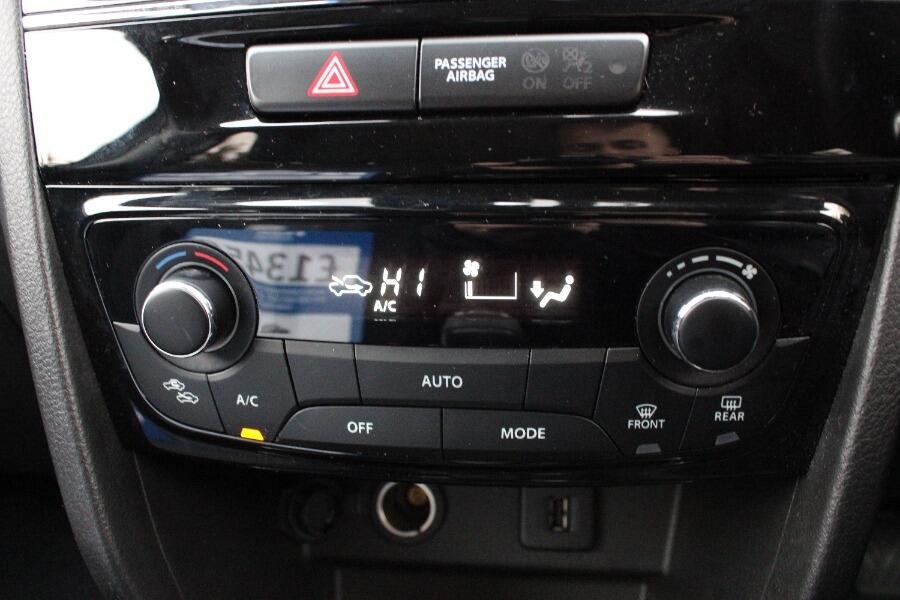 PASSENGER
AIRBAG
ON OFF
HI
A/C
A/C
AUTO
OFF
MODE
FRONT
REAR